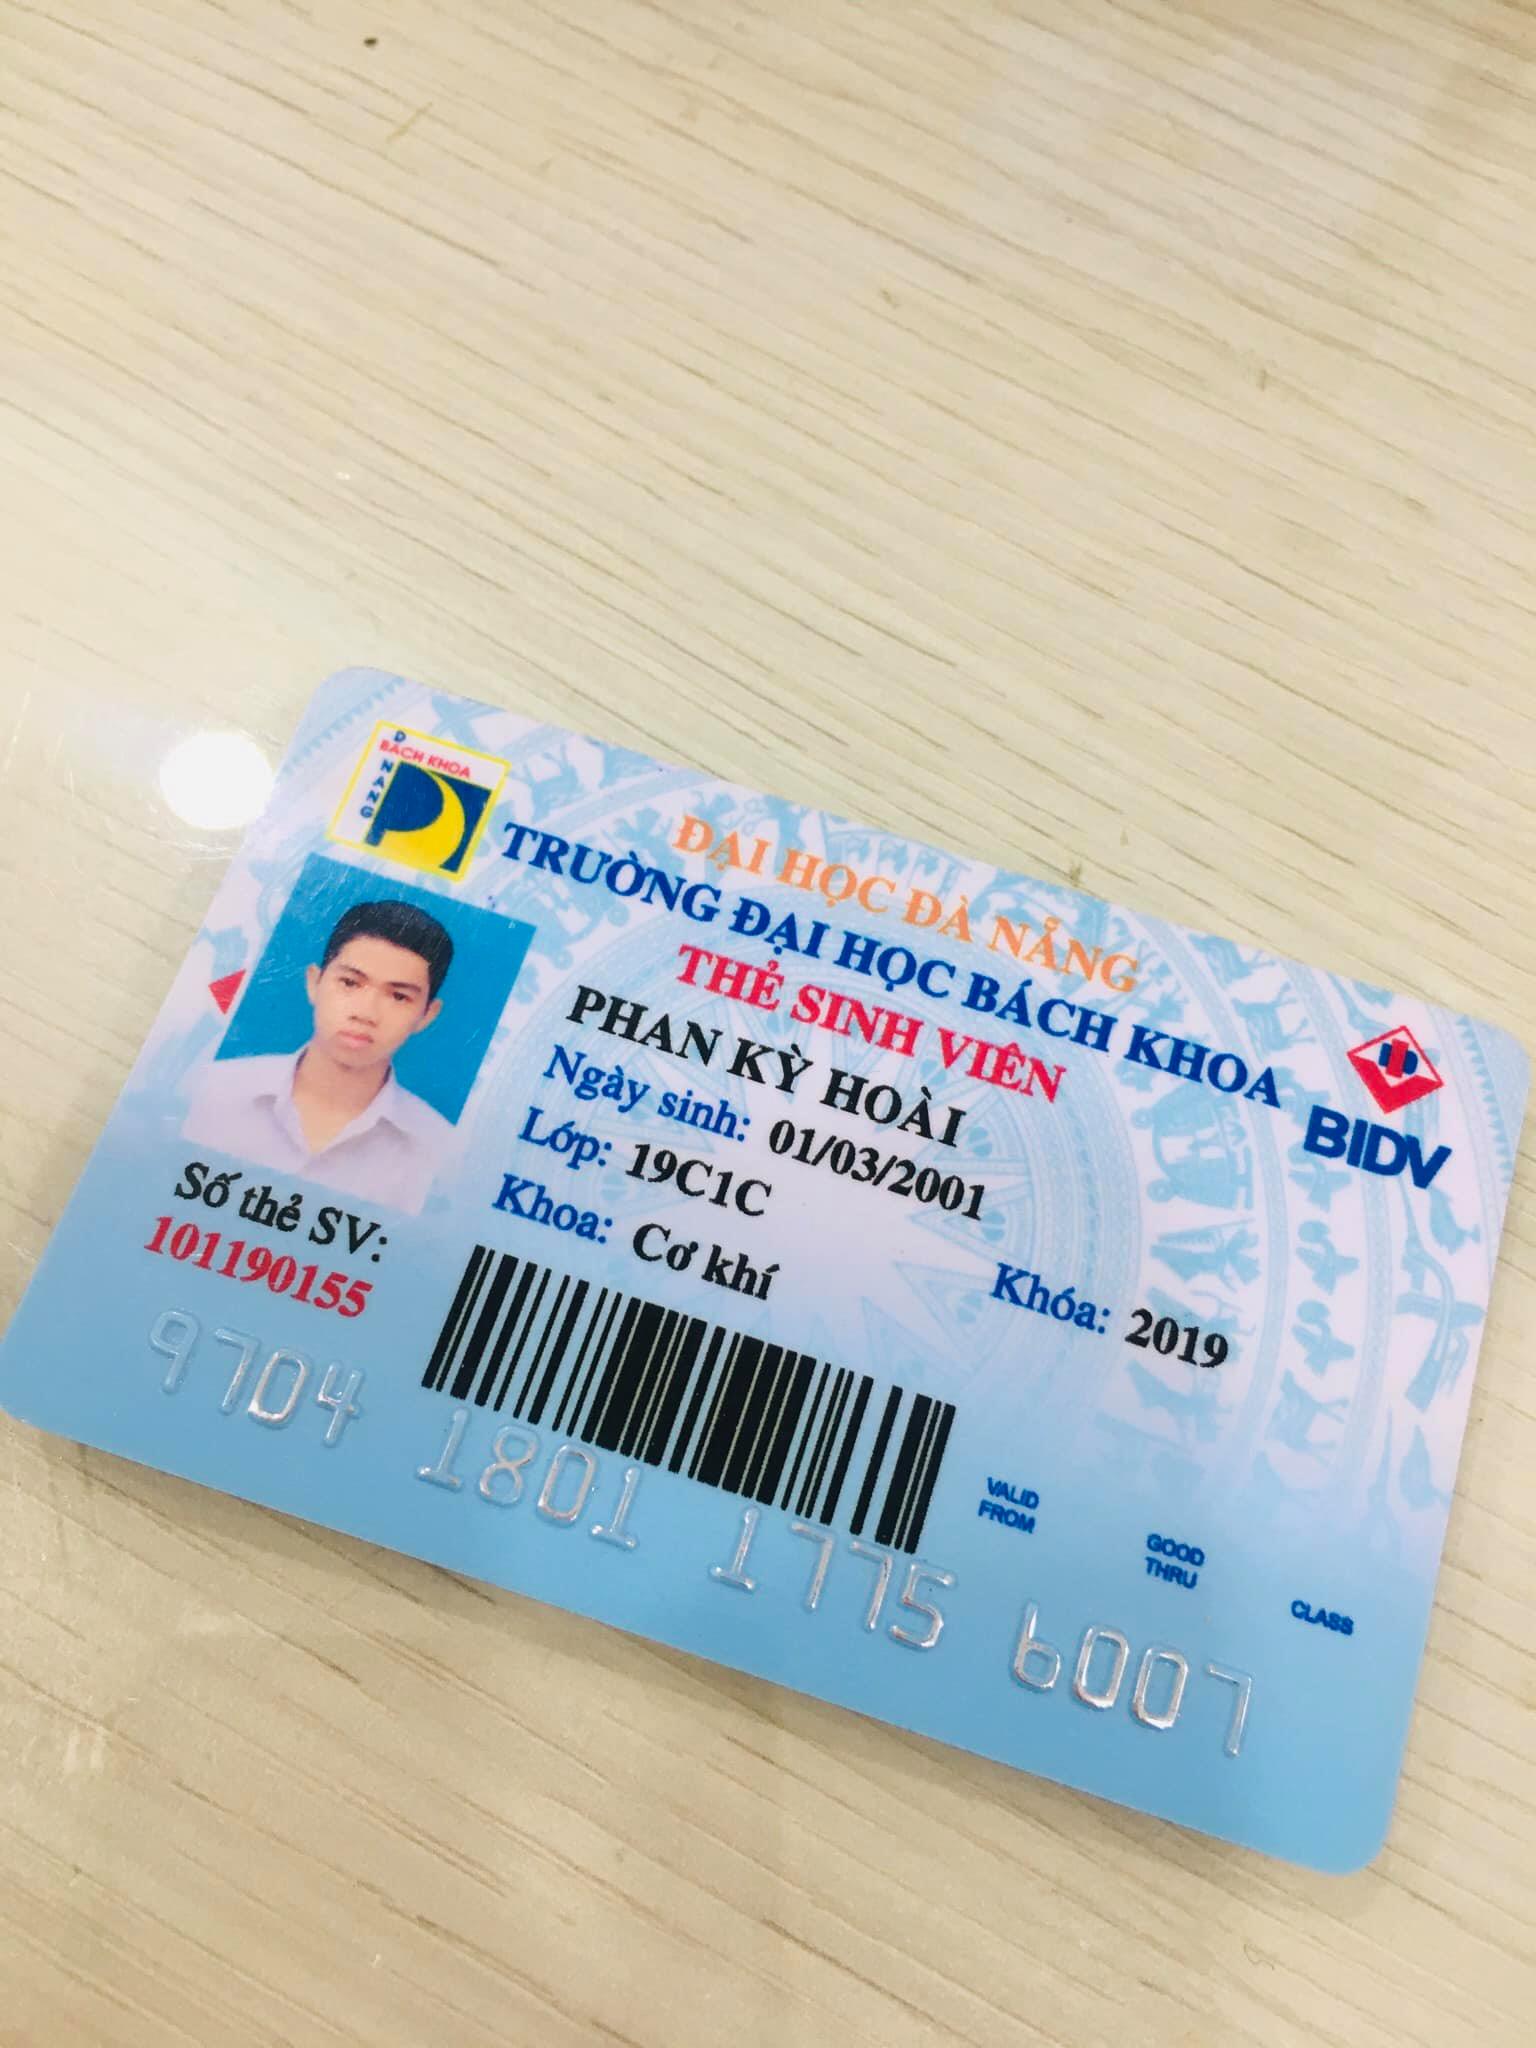 D
BÁCH KHOA
NANG
ĐẠI HỌC ĐÀ NẴNG
TRƯỜNG ĐẠI HỌC BÁCH KHOA
THẺ SINH VIÊN
BIDV
PHAN KỲ HOÀI
Ngày sinh: 01/03/2001
Lớp: 19C1C
Khoa: Cơ khí
Khóa: 2019
Số thẻ SV:
101190155
9704 1801 1775 6007
VALID
FROM
GOOD
THRU
CLASS